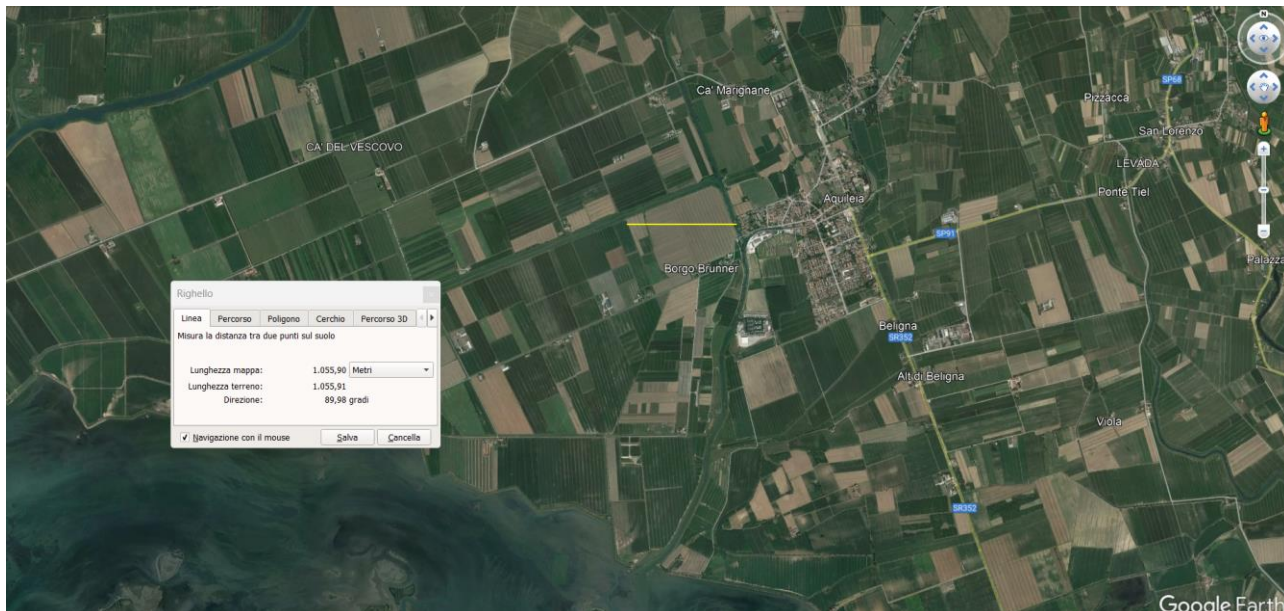 N
SP68
Ca' Marignane
Pizzacca
San Lorenzo
CA' DEL VESCOVO
LEVADA
Ponte Tiel
Aquileia
SP91
Palazza
Borgo Brunner
Righello
Linea Percorso Poligono Cerchio Percorso 3D
Misura la distanza tra due punti sul suolo
Lunghezza mappa: 1.055,90 Metri
Lunghezza terreno: 1.055,91
Direzione: 89,98 gradi
Navigazione con il mouse Salva Cancella
Beligna
SR352
Alt di Beligna
Viola
SR352
Google Earth